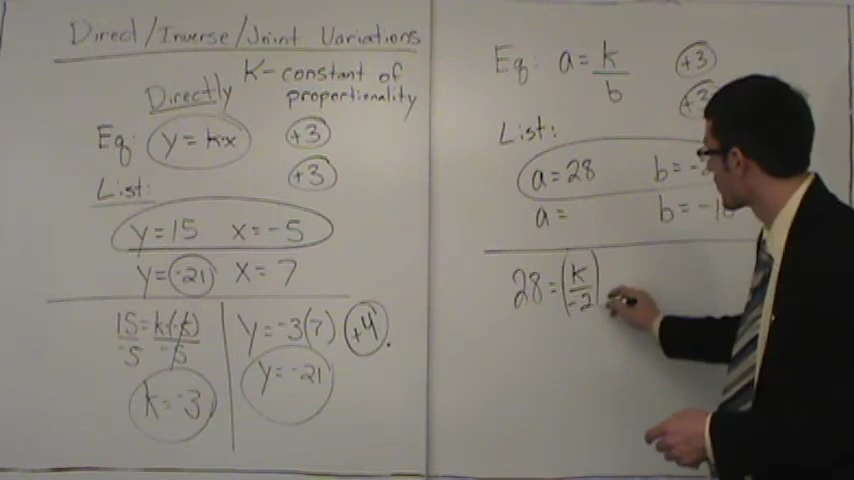 Direct/Inverse/Joint Variations
K-constant of
proportionality
Directly
Eq: y = k·x +3
+3
List:
y=15 x=-5
y=-21 x=7
15=k(-5)
-5 -5
k=-3
y=-3(7) +4
y=-21
Eq: a = k/b +3
List:
a=28 b=-
a= b=-
28=(k/-2)